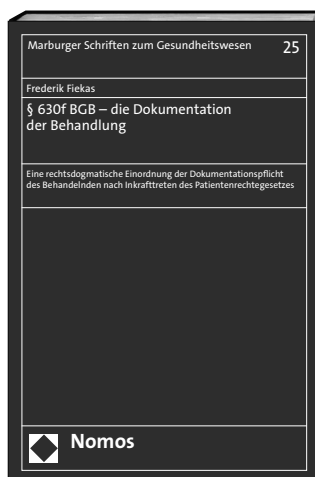 Marburger Schriften zum Gesundheitswesen 25
Frederik Fiekas
§ 630f BGB – die Dokumentation
der Behandlung
Eine rechtsdogmatische Einordnung der Dokumentationspflicht
des Behandelnden nach Inkrafttreten des Patientenrechtegesetzes
Nomos